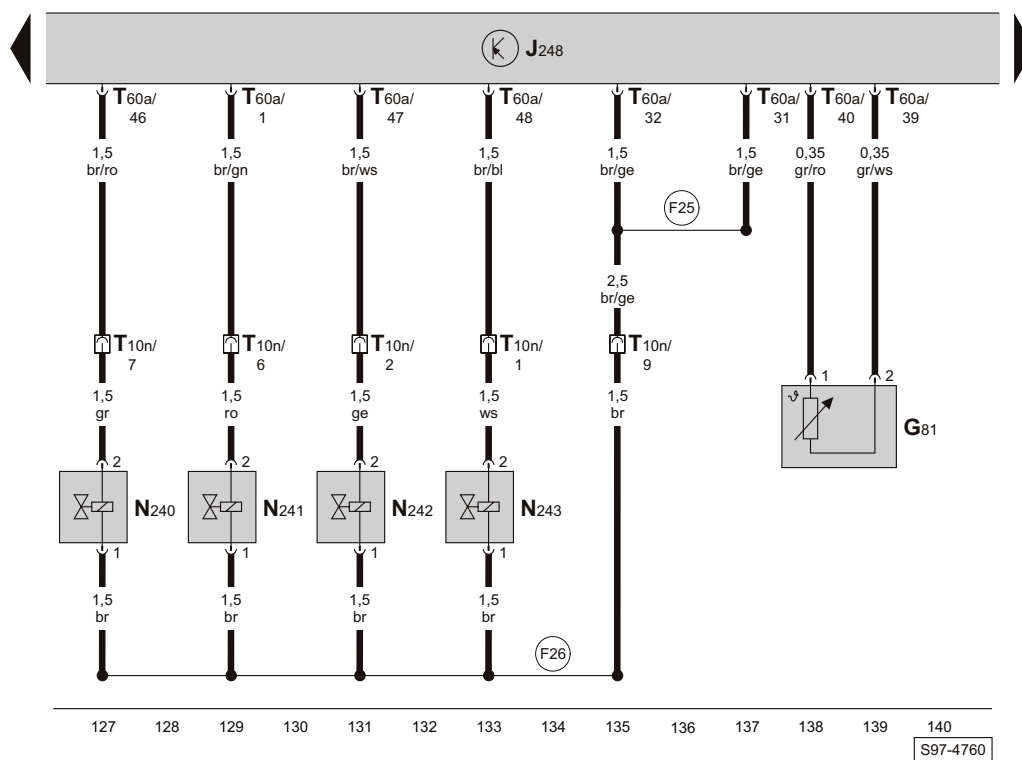 J248
T60a/ T60a/ T60a/ T60a/ T60a/ T60a/ T60a/ T60a/
46 1 47 48 32 31 40 39
1,5 1,5 1,5 1,5 1,5 1,5 0,35 0,35
br/ro br/gn br/ws br/bl br/ge br/ge gr/ro gr/ws
F25
2,5
br/ge
T10n/ T10n/ T10n/ T10n/ T10n/
7 6 2 1 9
1 2
1,5 1,5 1,5 1,5 1,5
gr ro ge ws br
ϑ
G81
2 2 2 2
N240 N241 N242 N243
1 1 1 1
1,5 1,5 1,5 1,5
br br br br
F26
127 128 129 130 131 132 133 134 135 136 137 138 139 140
S97-4760